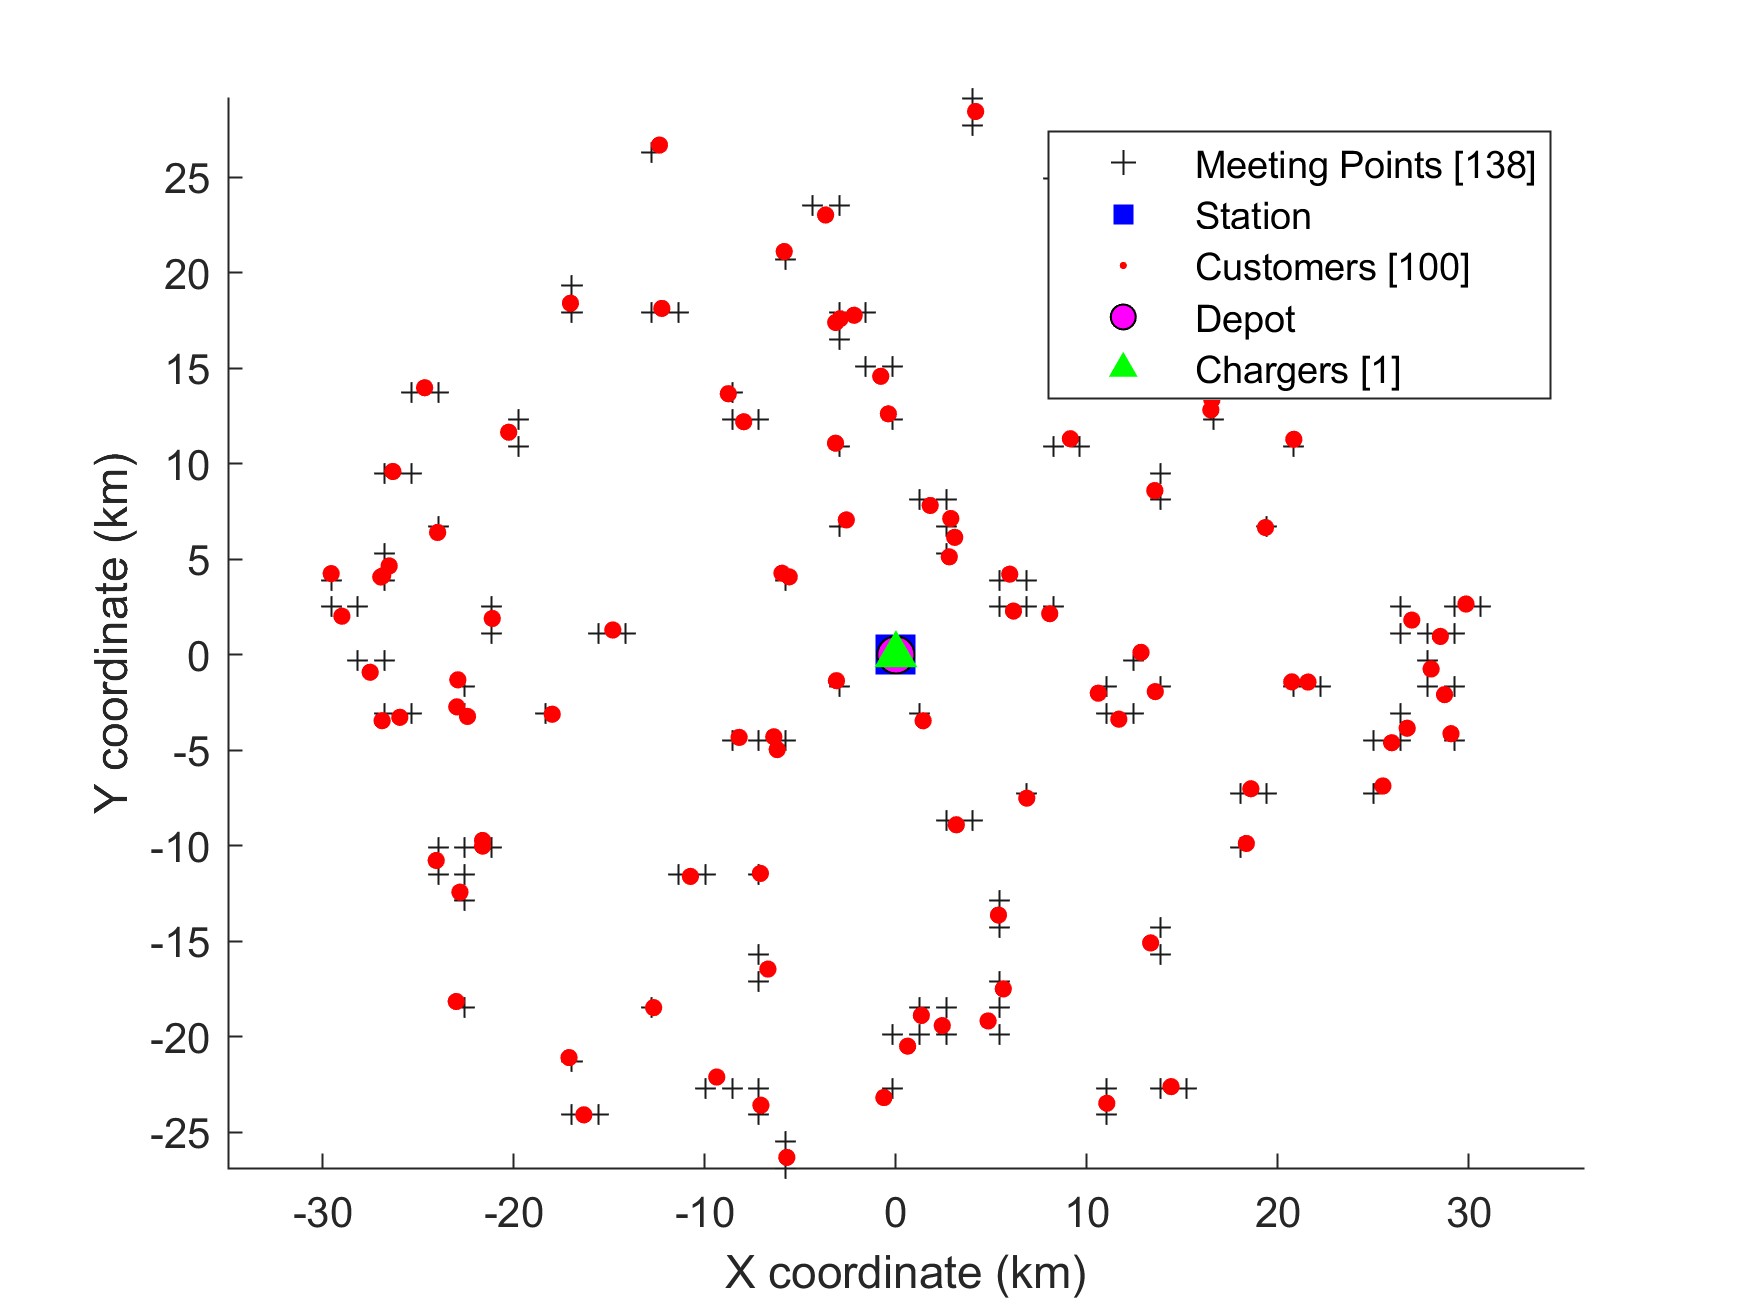 Meeting Points [138]
Station
Customers [100]
Depot
Chargers [1]
25
20
15
10
5
0
-5
-10
-15
-20
-25
Y coordinate (km)
-30 -20 -10 0 10 20 30
X coordinate (km)